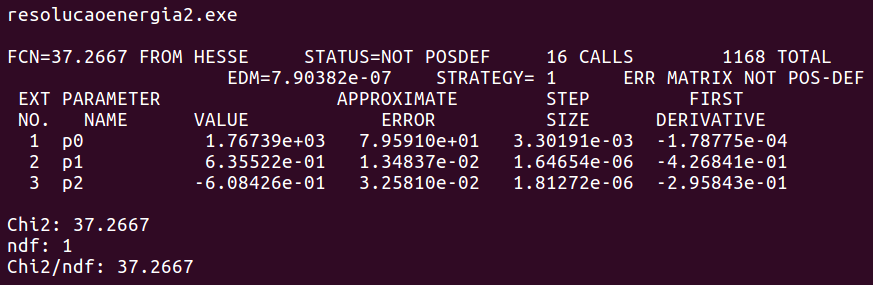 resolucaoenergia2.exe
FCN=37.2667 FROM HESSE     STATUS=NOT POSDEF     16 CALLS        1168 TOTAL
EDM=7.90382e-07    STRATEGY= 1      ERR MATRIX NOT POS-DEF
EXT PARAMETER                APPROXIMATE        STEP         FIRST
NO.   NAME      VALUE            ERROR          SIZE      DERIVATIVE
1  p0           1.76739e+03   7.95910e+01   3.30191e-03  -1.78775e-04
2  p1           6.35522e-01   1.34837e-02   1.64654e-06  -4.26841e-01
3  p2          -6.08426e-01   3.25810e-02   1.81272e-06  -2.95843e-01
Chi2: 37.2667
ndf: 1
Chi2/ndf: 37.2667